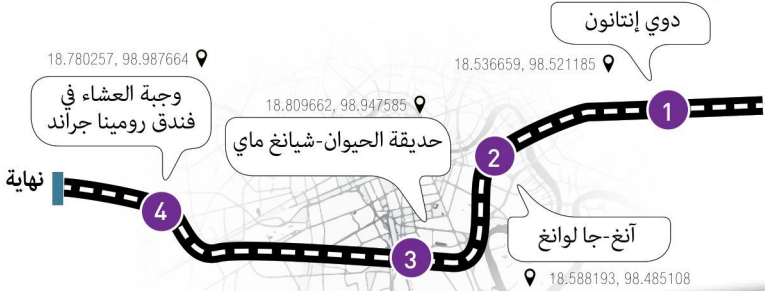 دوي إنتانون
18.536659, 98.521185
1
2
آنغ-جا لوانغ
18.588193, 98.485108
18.809662, 98.947585
حديقة الحيوان-شيانغ ماي
3
18.780257, 98.987664
وجبة العشاء في
فندق رومينا جراند
4
نهاية